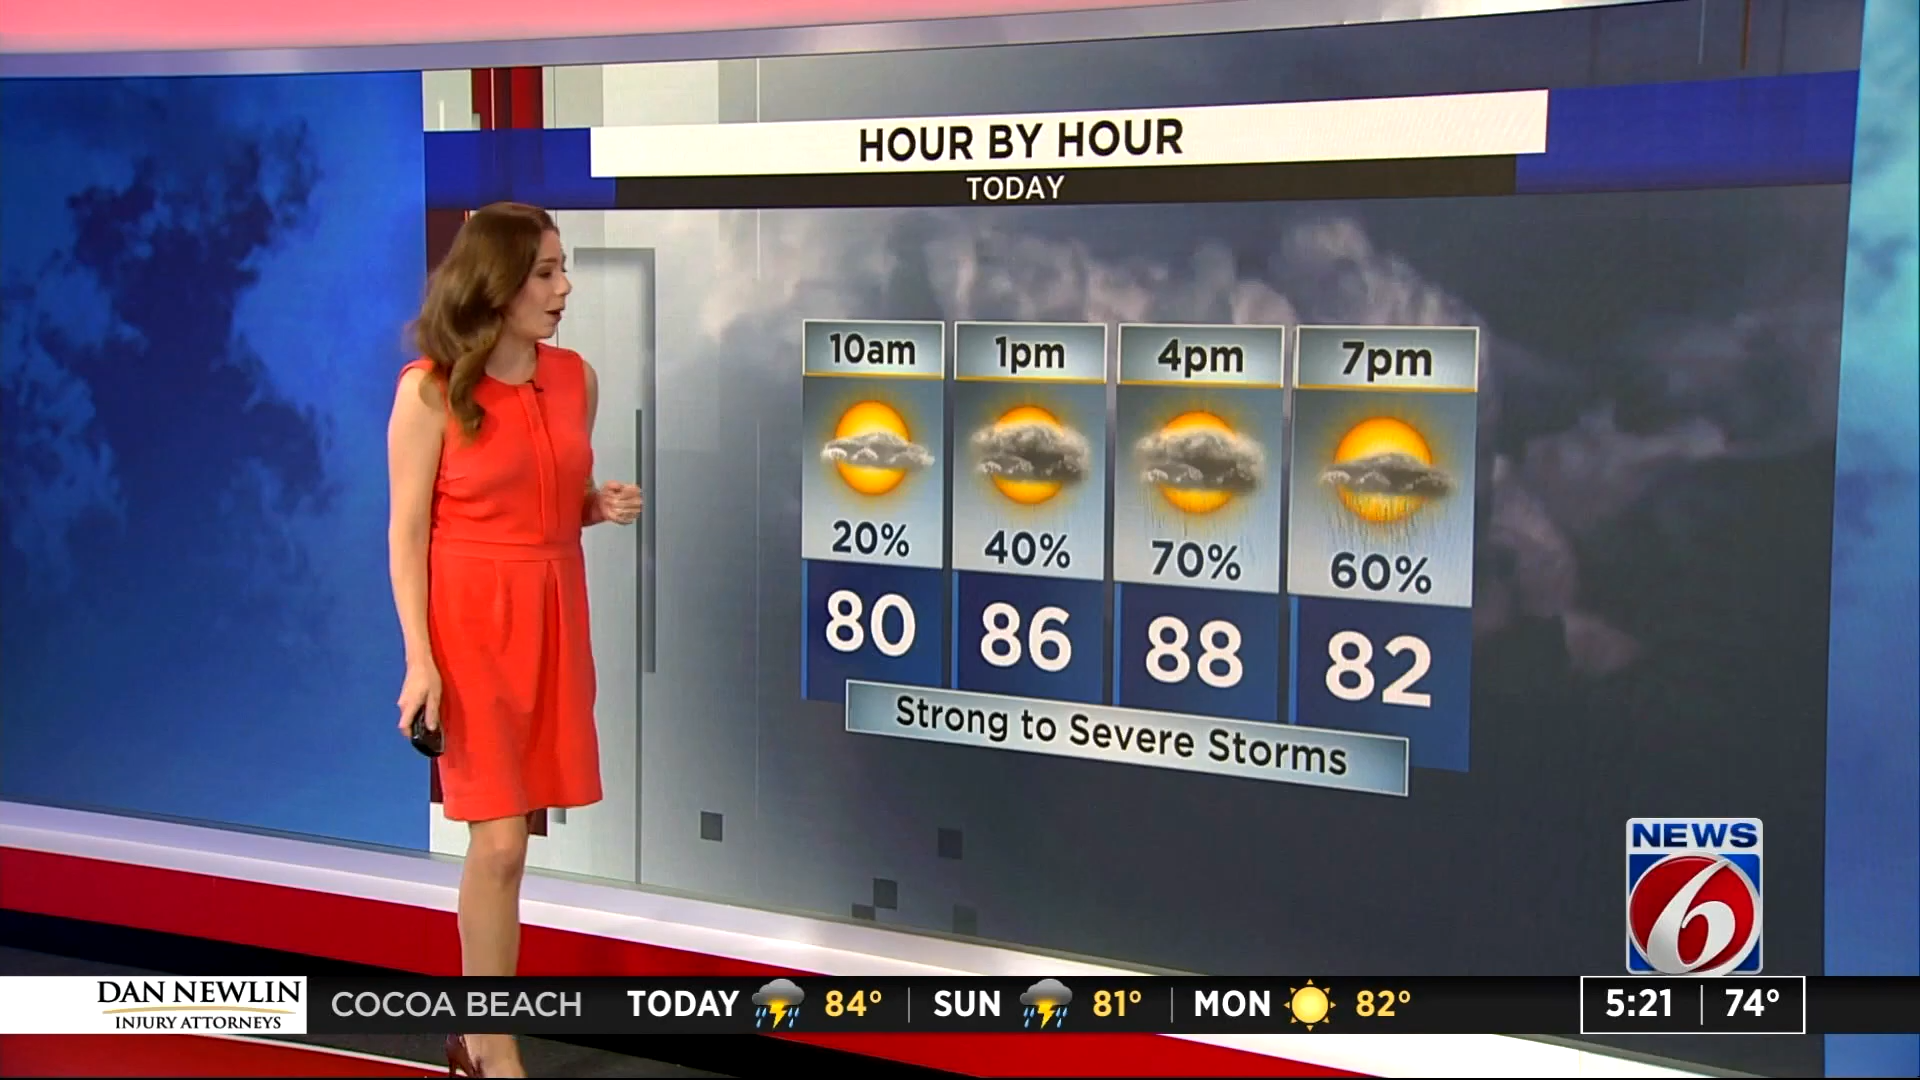 HOUR BY HOUR
TODAY
10am 1pm 4pm 7pm
20% 40% 70% 60%
80 86 88 82
Strong to Severe Storms
NEWS
6
DAN NEWLIN
INJURY ATTORNEYS
COCOA BEACH TODAY 84° SUN 81° MON 82° 5:21 74°